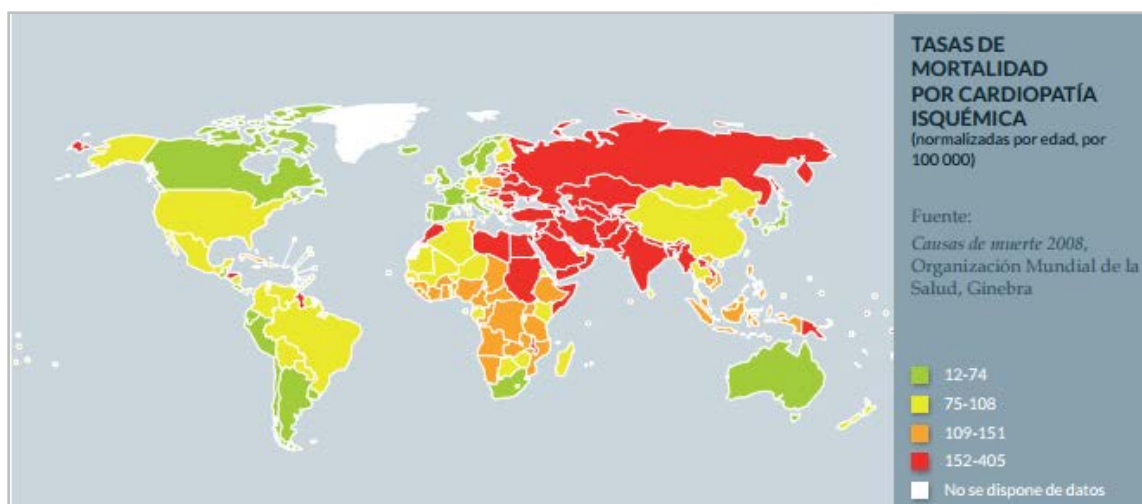 TASAS DE
MORTALIDAD
POR CARDIOPATÍA
ISQUÉMICA
(normalizadas por edad, por
100 000)
Fuente:
Causas de muerte 2008,
Organización Mundial de la
Salud, Ginebra
12-74
75-108
109-151
152-405
No se dispone de datos